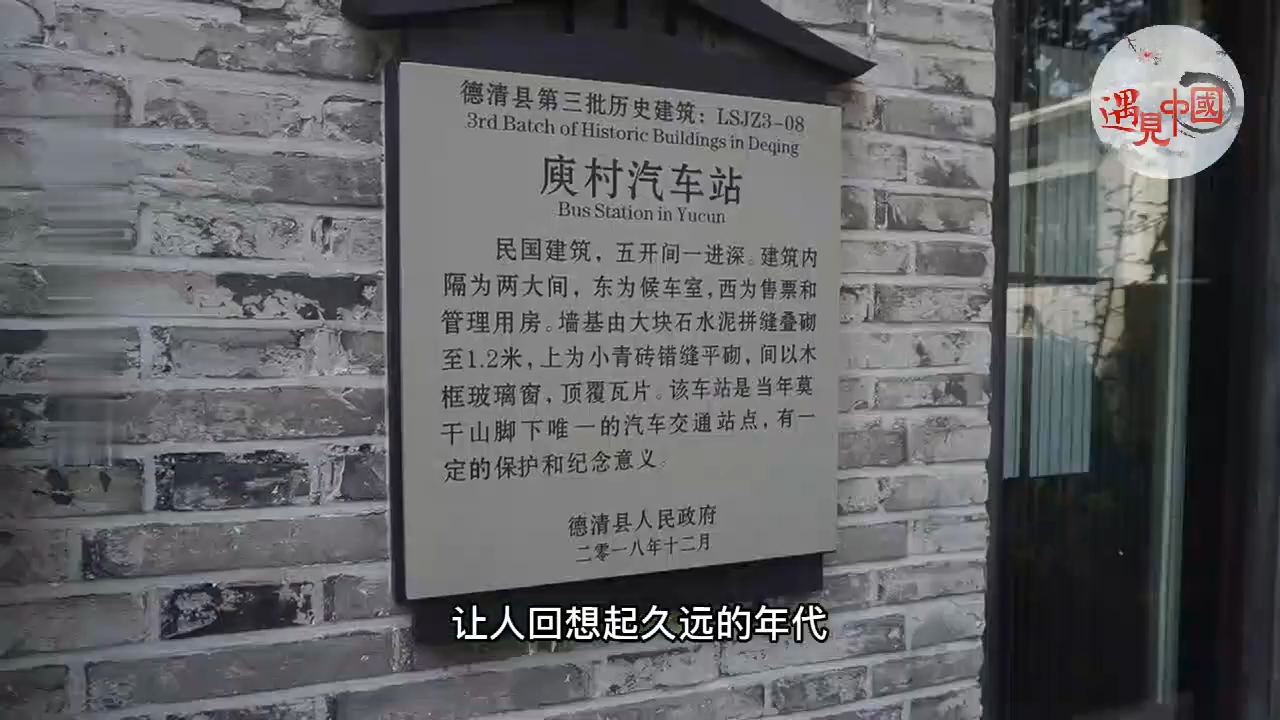 遇見中國
德清县第三批历史建筑：LSJZ3-08
3rd Batch of Historic Buildings in Deqing
庾村汽车站
Bus Station in Yucun
民国建筑，五开间一进深。建筑内
隔为两大间，东为候车室，西为售票和
管理用房。墙基由大块石水泥拼缝叠砌
至1.2米，上为小青砖错缝平砌，间以木
框玻璃窗，顶覆瓦片。该车站是当年莫
干山脚下唯一的汽车交通站点，有一
定的保护和纪念意义。
德清县人民政府
二零一八年十二月
让人回想起久远的年代